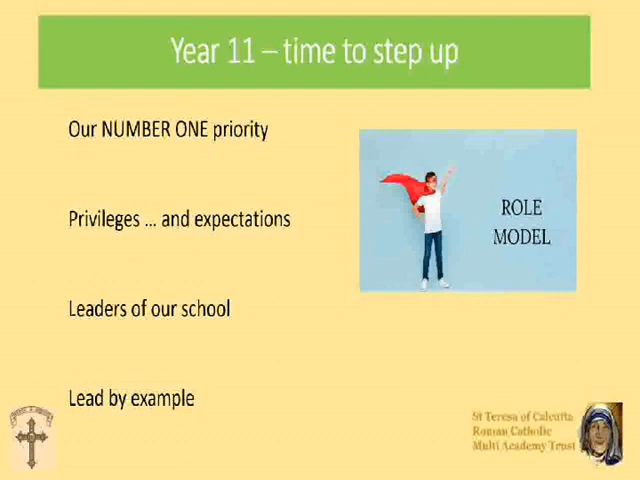 Year 11 – time to step up
Our NUMBER ONE priority
Privileges ... and expectations
ROLE
MODEL
Leaders of our school
Lead by example
St Teresa of Calcutta
Roman Catholic
Multi Academy Trust